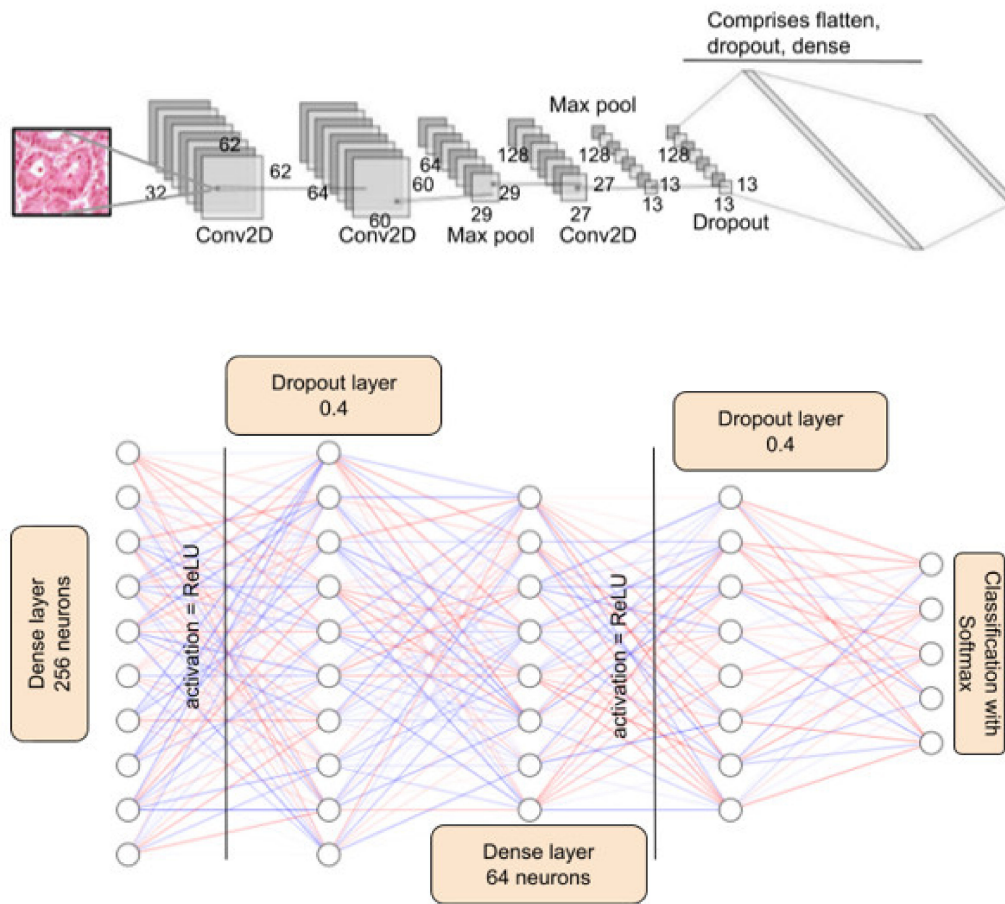 Comprises flatten,
dropout, dense
Max pool
62
62
32
64
60
60
64
29
29
128
27
27
128
13
13
128
13
13
Conv2D
Conv2D
Max pool
Conv2D
Dropout
Dropout layer
0.4
Dropout layer
0.4
Dense layer
256 neurons
activation = ReLU
activation = ReLU
Classification with
Softmax
Dense layer
64 neurons